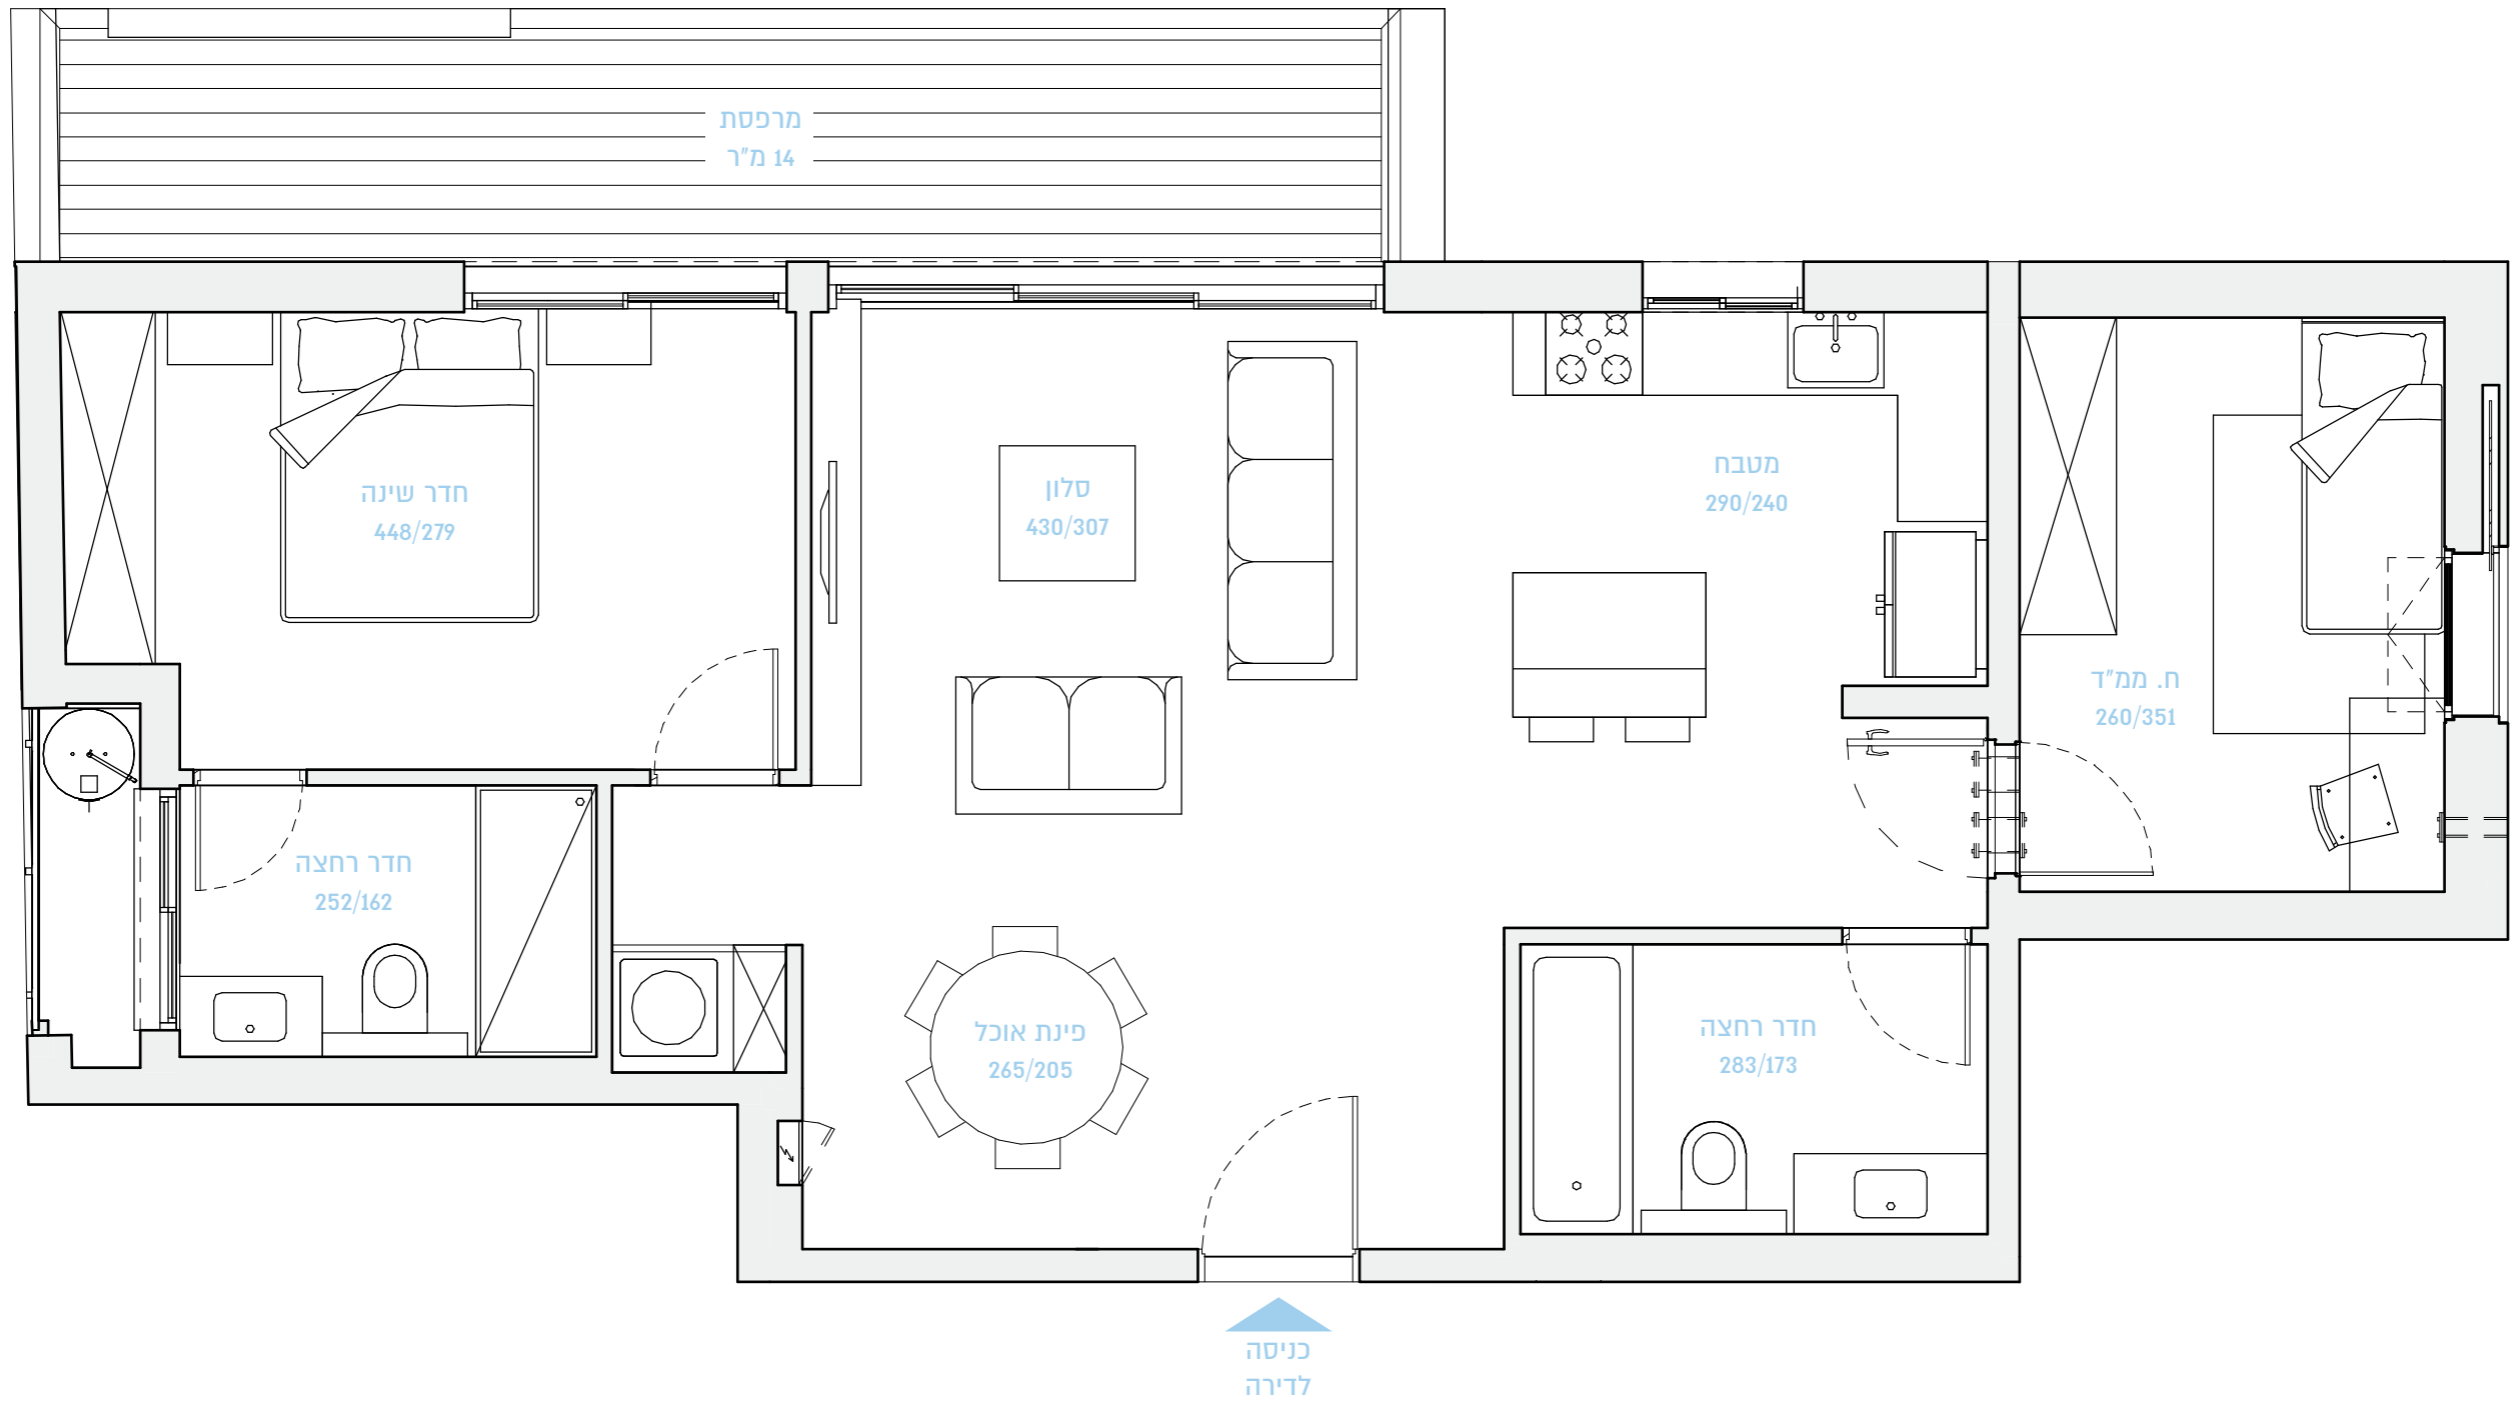 מרפסת
14 מ"ר
חדר שינה
448/279
סלון
430/307
מטבח
290/240
ח. ממ"ד
260/351
חדר רחצה
252/162
פינת אוכל
265/205
חדר רחצה
283/173
כניסה
לדירה